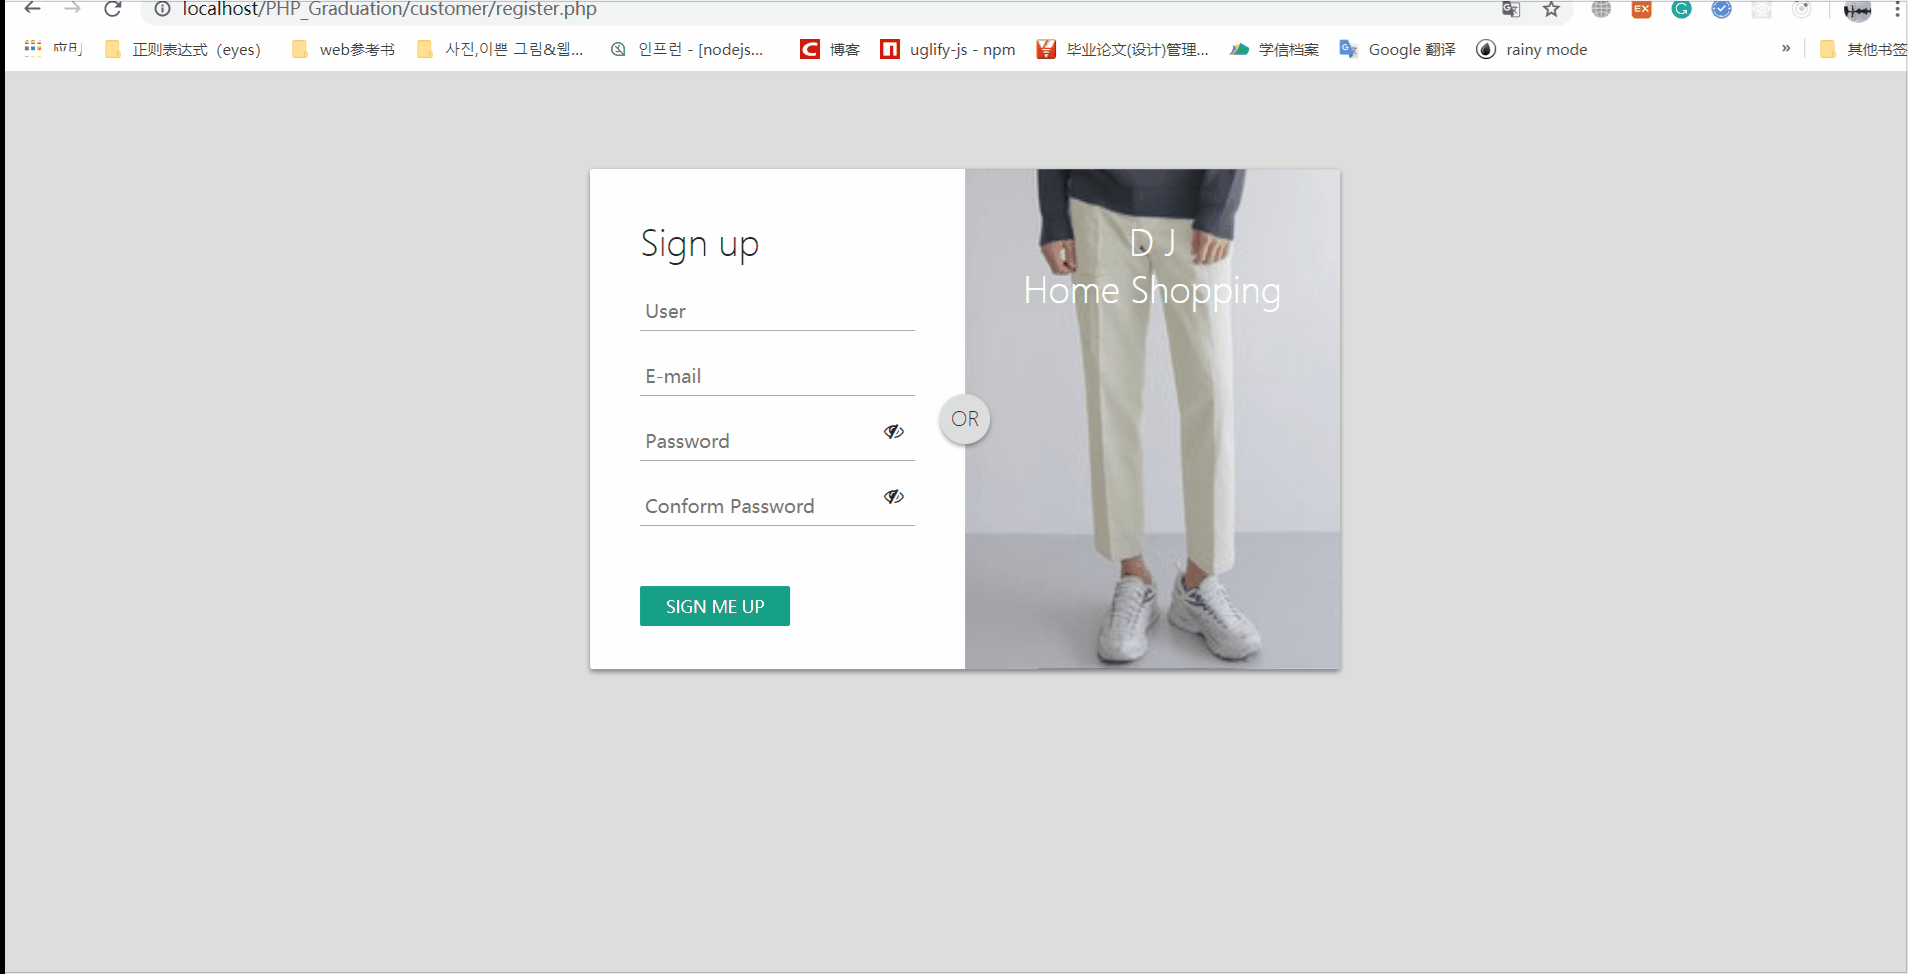 localhost/PHP_Graduation/customer/register.php
应用 正则表达式（eyes） web参考书 사진,이쁜 그림&웹... 인프런 - [nodejs... 博客 uglify-js - npm 毕业论文(设计)管理... 学信档案 Google 翻译 rainy mode » 其他书签
Sign up
User
E-mail
Password
Conform Password
SIGN ME UP
OR
D J
Home Shopping